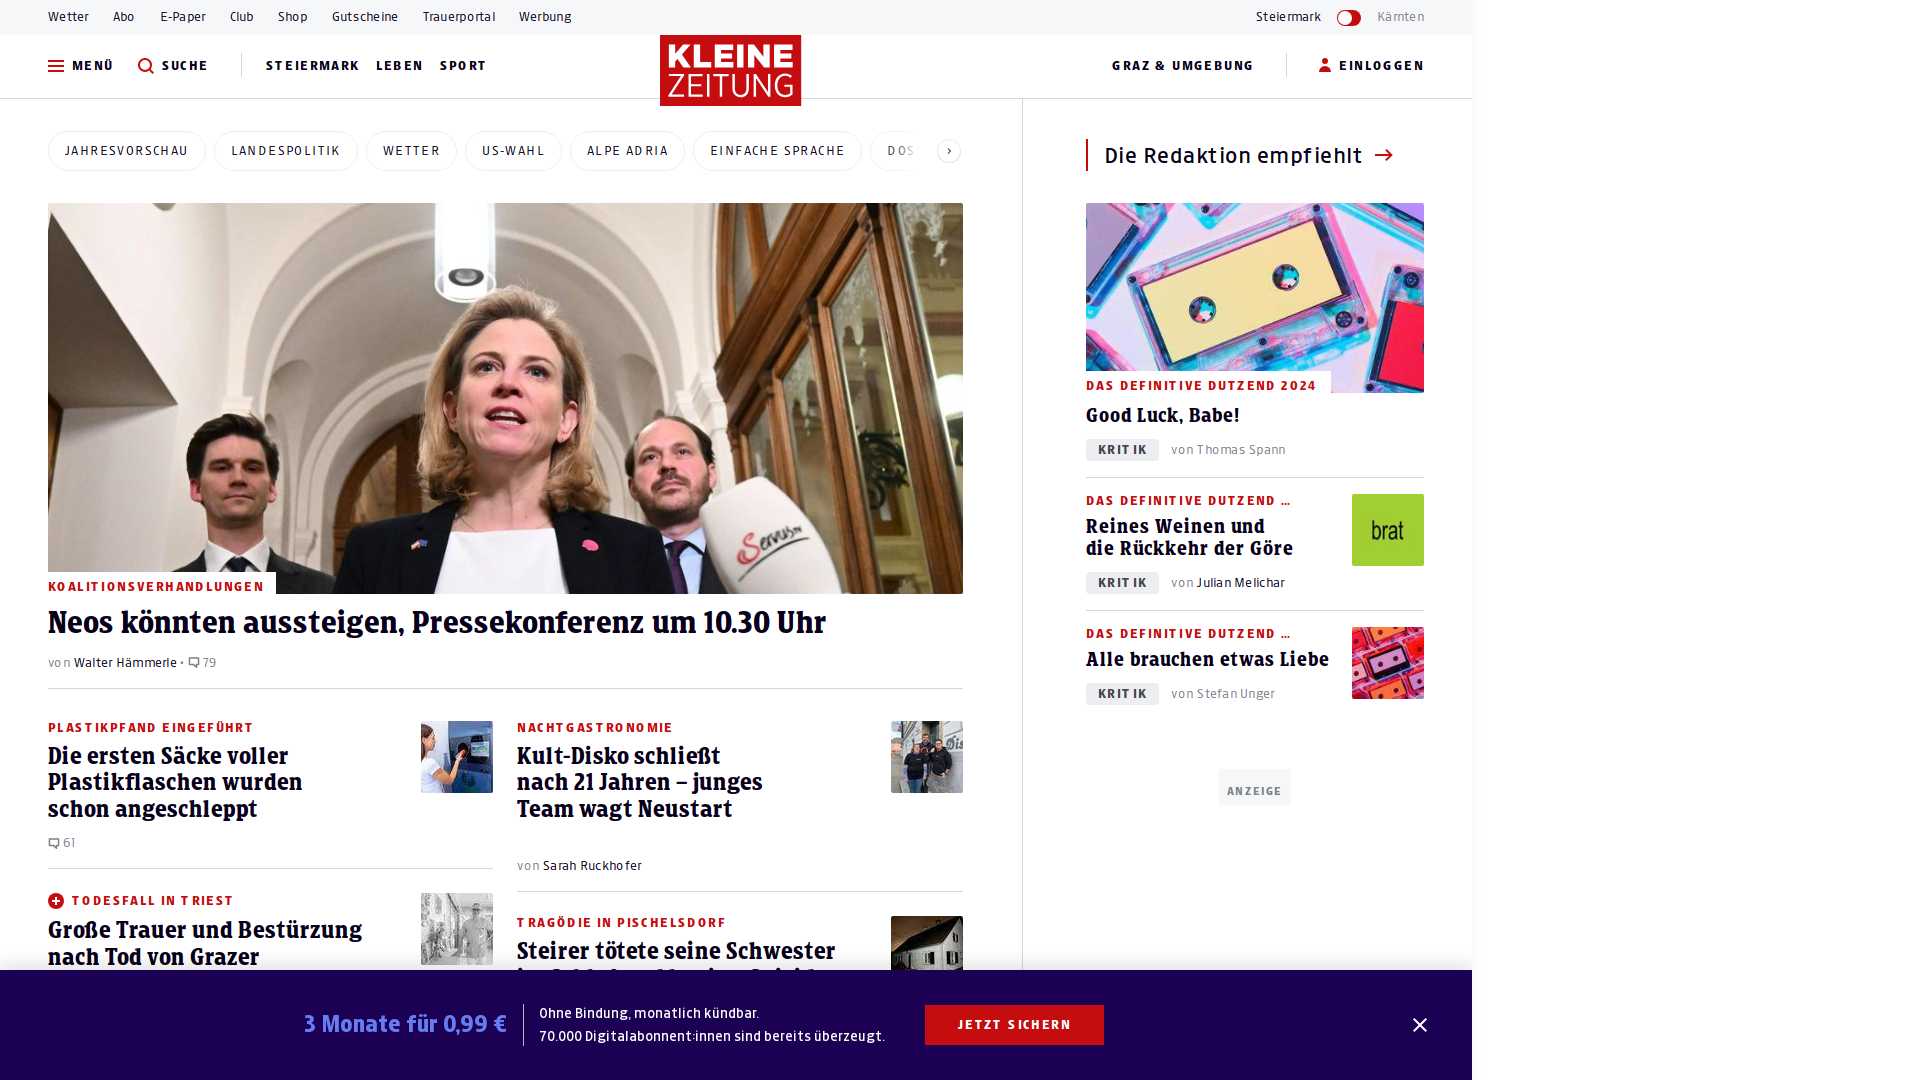 Wetter Abo E-Paper Club Shop Gutscheine Trauerportal Werbung
Steiermark Kärnten
MENÜ SUCHE STEIERMARK LEBEN SPORT
KLEINE
ZEITUNG
GRAZ & UMGEBUNG EINLOGGEN
JAHRESVORSCHAU LANDESPOLITIK WETTER US-WAHL ALPE ADRIA EINFACHE SPRACHE DOS
Servus
KOALITIONSVERHANDLUNGEN
Neos könnten aussteigen, Pressekonferenz um 10.30 Uhr
von Walter Hämmerle • 79
PLASTIKPFAND EINGEFÜHRT
Die ersten Säcke voller
Plastikflaschen wurden
schon angeschleppt
61
TODESFALL IN TRIEST
Große Trauer und Bestürzung
nach Tod von Grazer
NACHTGASTRONOMIE
Kult-Disko schließt
nach 21 Jahren – junges
Team wagt Neustart
von Sarah Ruckhofer
TRAGÖDIE IN PISCHELSDORF
Steirer tötete seine Schwester
Die Redaktion empfiehlt
DAS DEFINITIVE DUTZEND 2024
Good Luck, Babe!
KRITIK von Thomas Spann
DAS DEFINITIVE DUTZEND ...
Reines Weinen und
die Rückkehr der Göre
brat
KRITIK von Julian Melichar
DAS DEFINITIVE DUTZEND ...
Alle brauchen etwas Liebe
KRITIK von Stefan Unger
ANZEIGE
3 Monate für 0,99 €
Ohne Bindung, monatlich kündbar.
70.000 Digitalabonnent:innen sind bereits überzeugt.
JETZT SICHERN